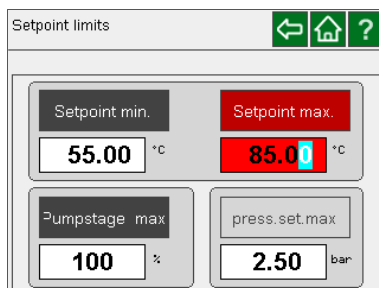 Setpoint limits
?
Setpoint min. Setpoint max.
55.00 °C 85.00 °C
Pumpstage max press.set.max
100 % 2.50 bar